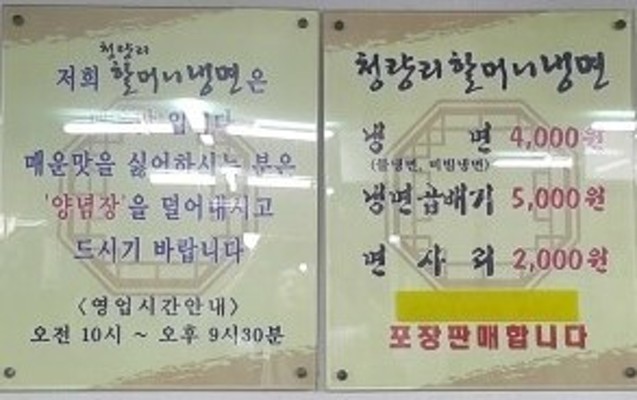 청량리
저희 할머니냉면은
입니다
매운맛을 싫어하시는 분은
'양념장'을 덜어내시고
드시기 바랍니다
<영업시간안내>
오전 10시 ~ 오후 9시30분
청량리할머니냉면
냉 면 4,000원
(물냉면, 비빔냉면)
냉면곱배기 5,000원
면 사 리 2,000원
포장판매합니다